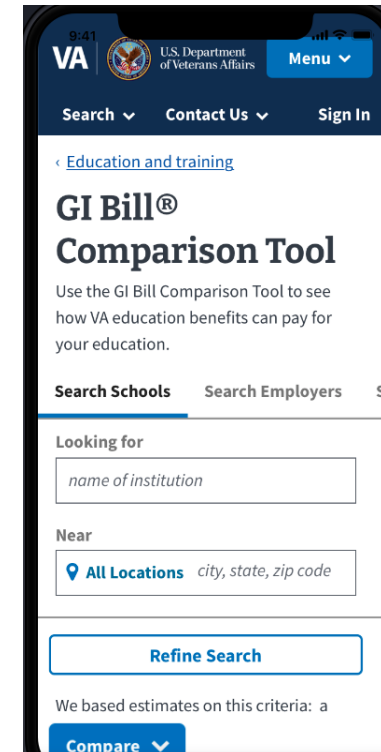 9:41
VA
U.S. Department
of Veterans Affairs
Menu
Search
Contact Us
Sign In
‹ Education and training
GI Bill®
Comparison Tool
Use the GI Bill Comparison Tool to see
how VA education benefits can pay for
your education.
Search Schools
Search Employers
S
Looking for
name of institution
Near
All Locations city, state, zip code
Refine Search
We based estimates on this criteria: a
Compare